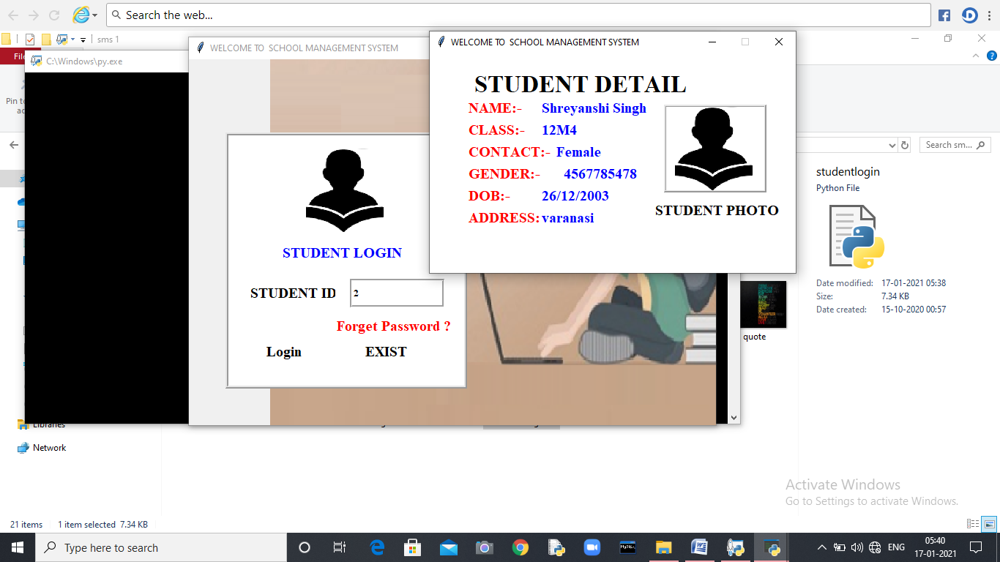 Search the web...
sms 1
File
C:\Windows\py.exe
WELCOME TO SCHOOL MANAGEMENT SYSTEM
WELCOME TO SCHOOL MANAGEMENT SYSTEM
STUDENT DETAIL
NAME:- Shreyanshi Singh
CLASS:- 12M4
CONTACT:- Female
GENDER:- 4567785478
DOB:- 26/12/2003
ADDRESS: varanasi
STUDENT PHOTO
STUDENT LOGIN
STUDENT ID 2
Forget Password ?
Login EXIST
Pin to
Search sm...
studentlogin
Python File
Date modified: 17-01-2021 05:38
Size: 7.34 KB
Date created: 15-10-2020 00:57
quote
Libraries
Network
Activate Windows
Go to Settings to activate Windows.
21 items 1 item selected 7.34 KB
Type here to search
ENG
05:40
17-01-2021